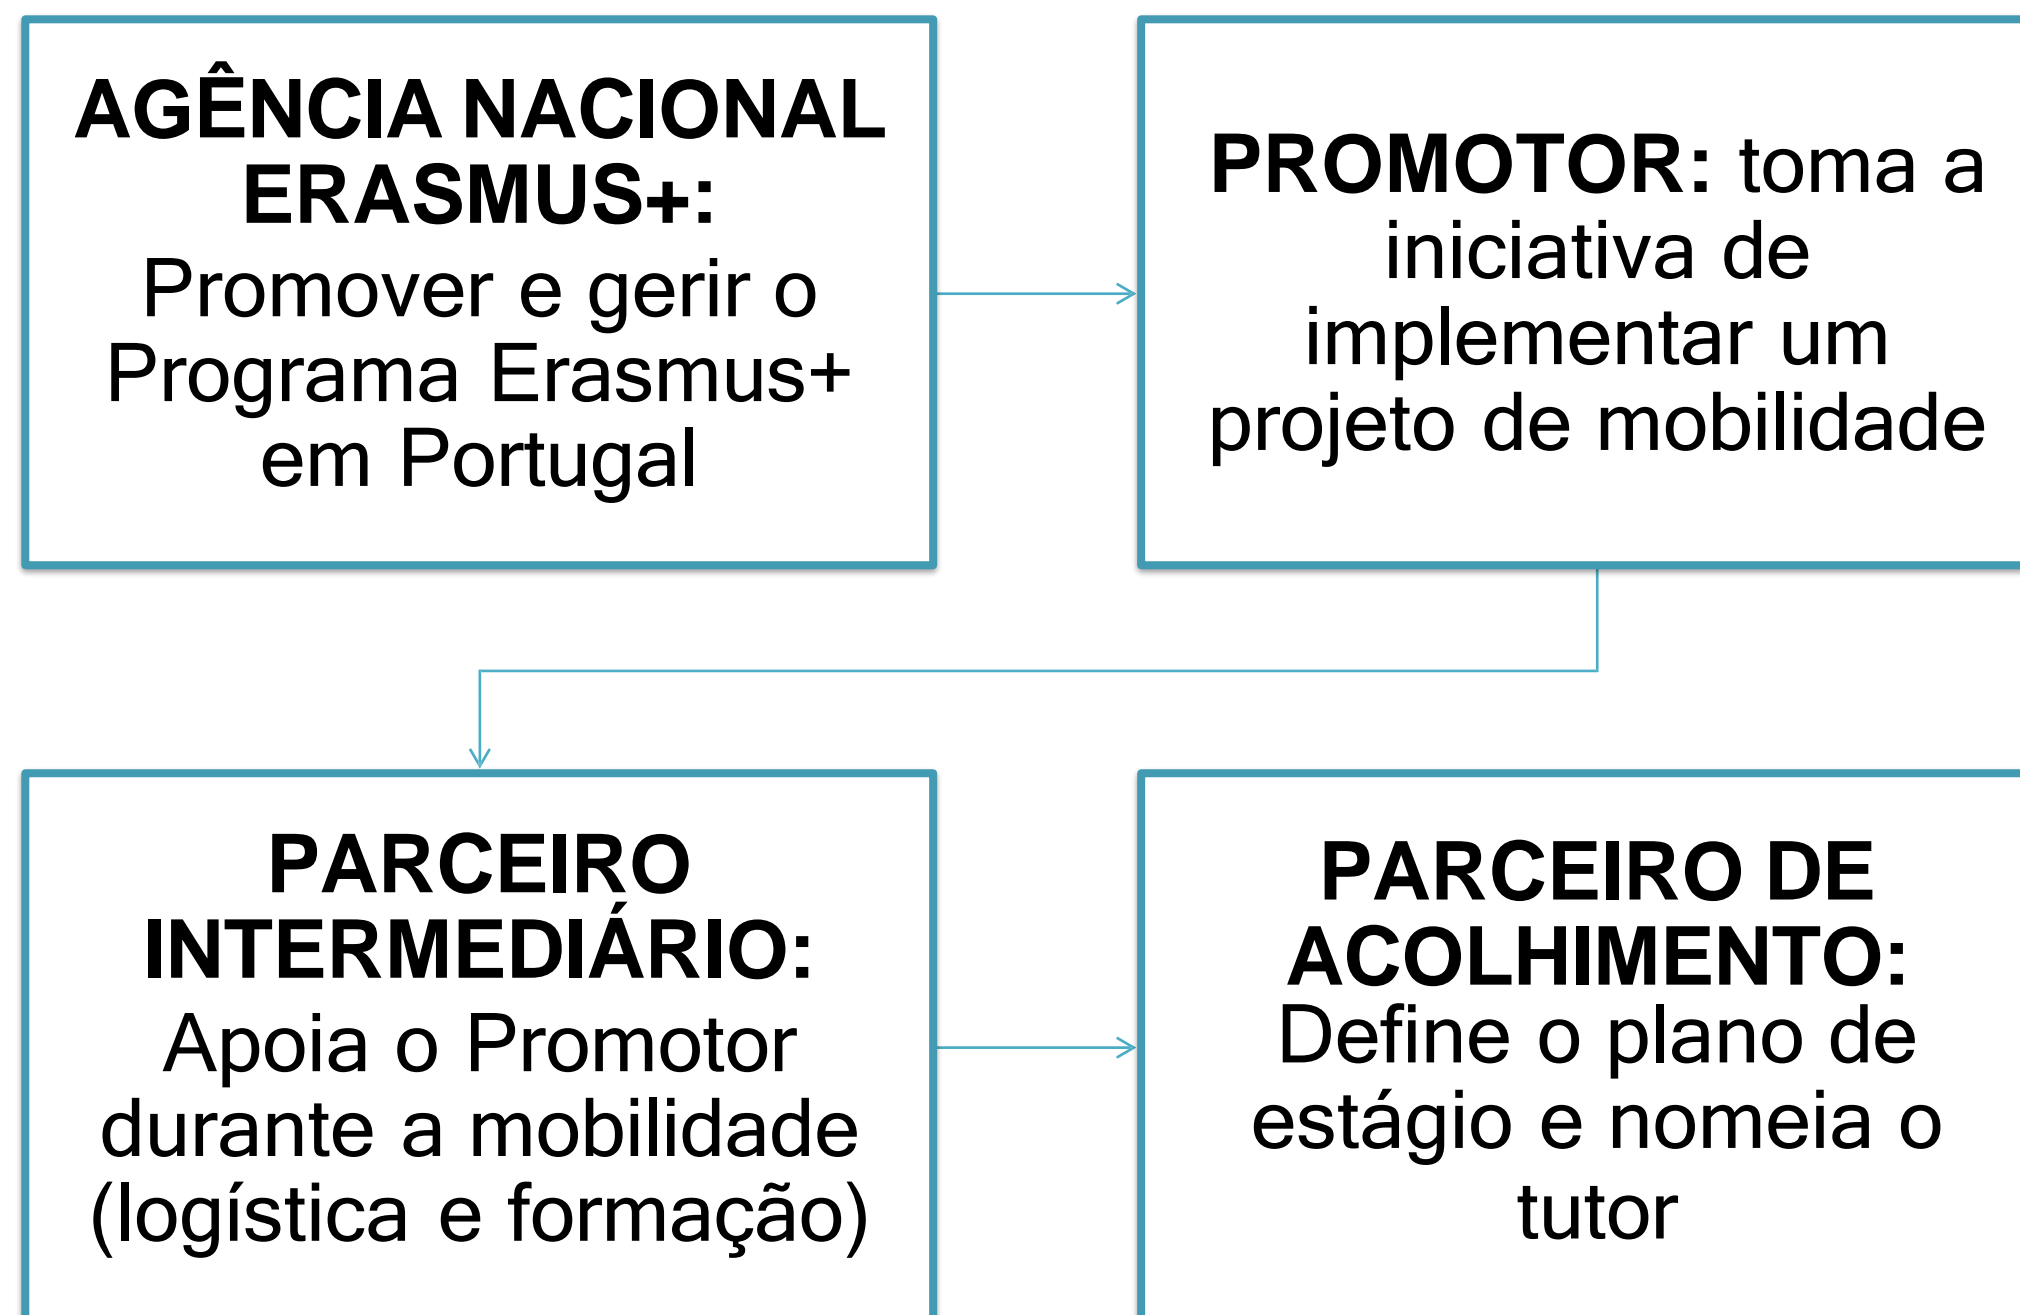 AGÊNCIA NACIONAL
ERASMUS+:
Promover e gerir o
Programa Erasmus+
em Portugal
PROMOTOR: toma a
iniciativa de
implementar um
projeto de mobilidade
PARCEIRO
INTERMEDIÁRIO:
Apoia o Promotor
durante a mobilidade
(logística e formação)
PARCEIRO DE
ACOLHIMENTO:
Define o plano de
estágio e nomeia o
tutor